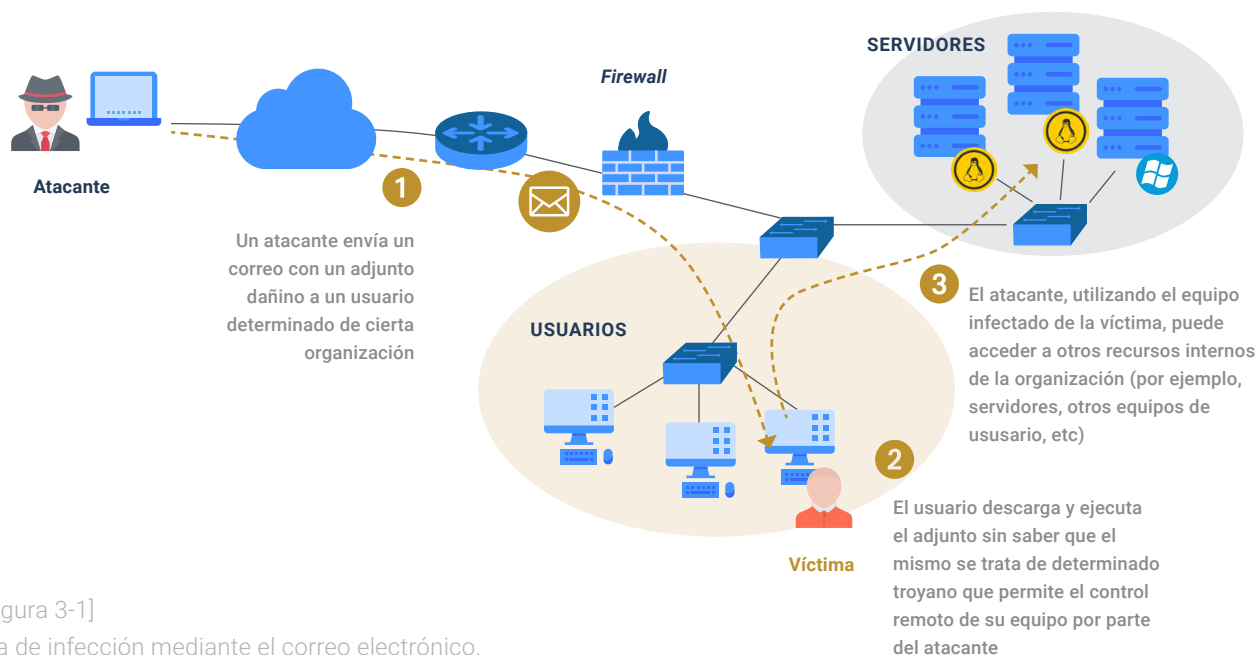 SERVIDORES
Firewall
Atacante
1
Un atacante envía un
correo con un adjunto
dañino a un usuario
determinado de cierta
organización
USUARIOS
3
El atacante, utilizando el equipo
infectado de la víctima, puede
acceder a otros recursos internos
de la organización (por ejemplo,
servidores, otros equipos de
ususario, etc)
2
Víctima
El usuario descarga y ejecuta
el adjunto sin saber que el
mismo se trata de determinado
troyano que permite el control
remoto de su equipo por parte
del atacante
gura 3-1]
a de infección mediante el correo electrónico.